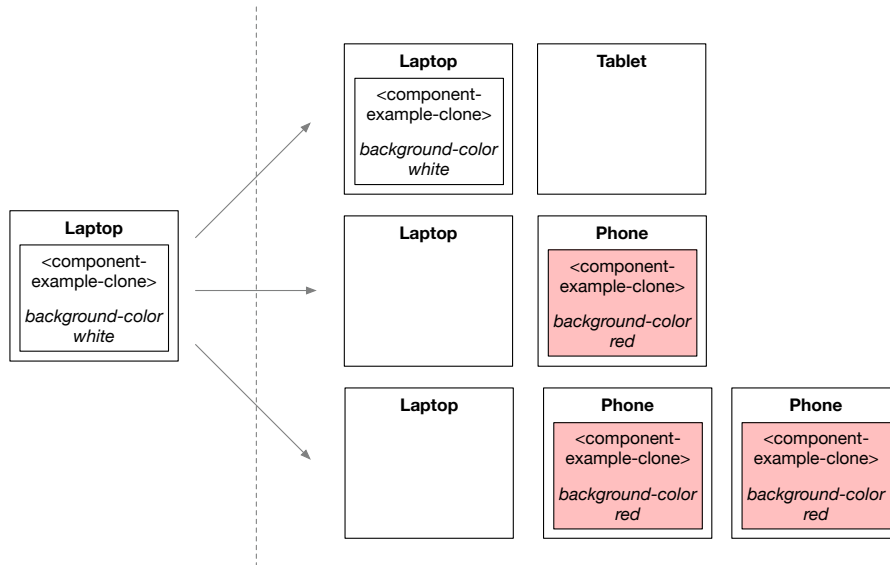 Laptop
<component-
example-clone>
background-color
white
Laptop
<component-
example-clone>
background-color
white
Tablet
Laptop
Phone
<component-
example-clone>
background-color
red
Laptop
Phone
<component-
example-clone>
background-color
red
Phone
<component-
example-clone>
background-color
red